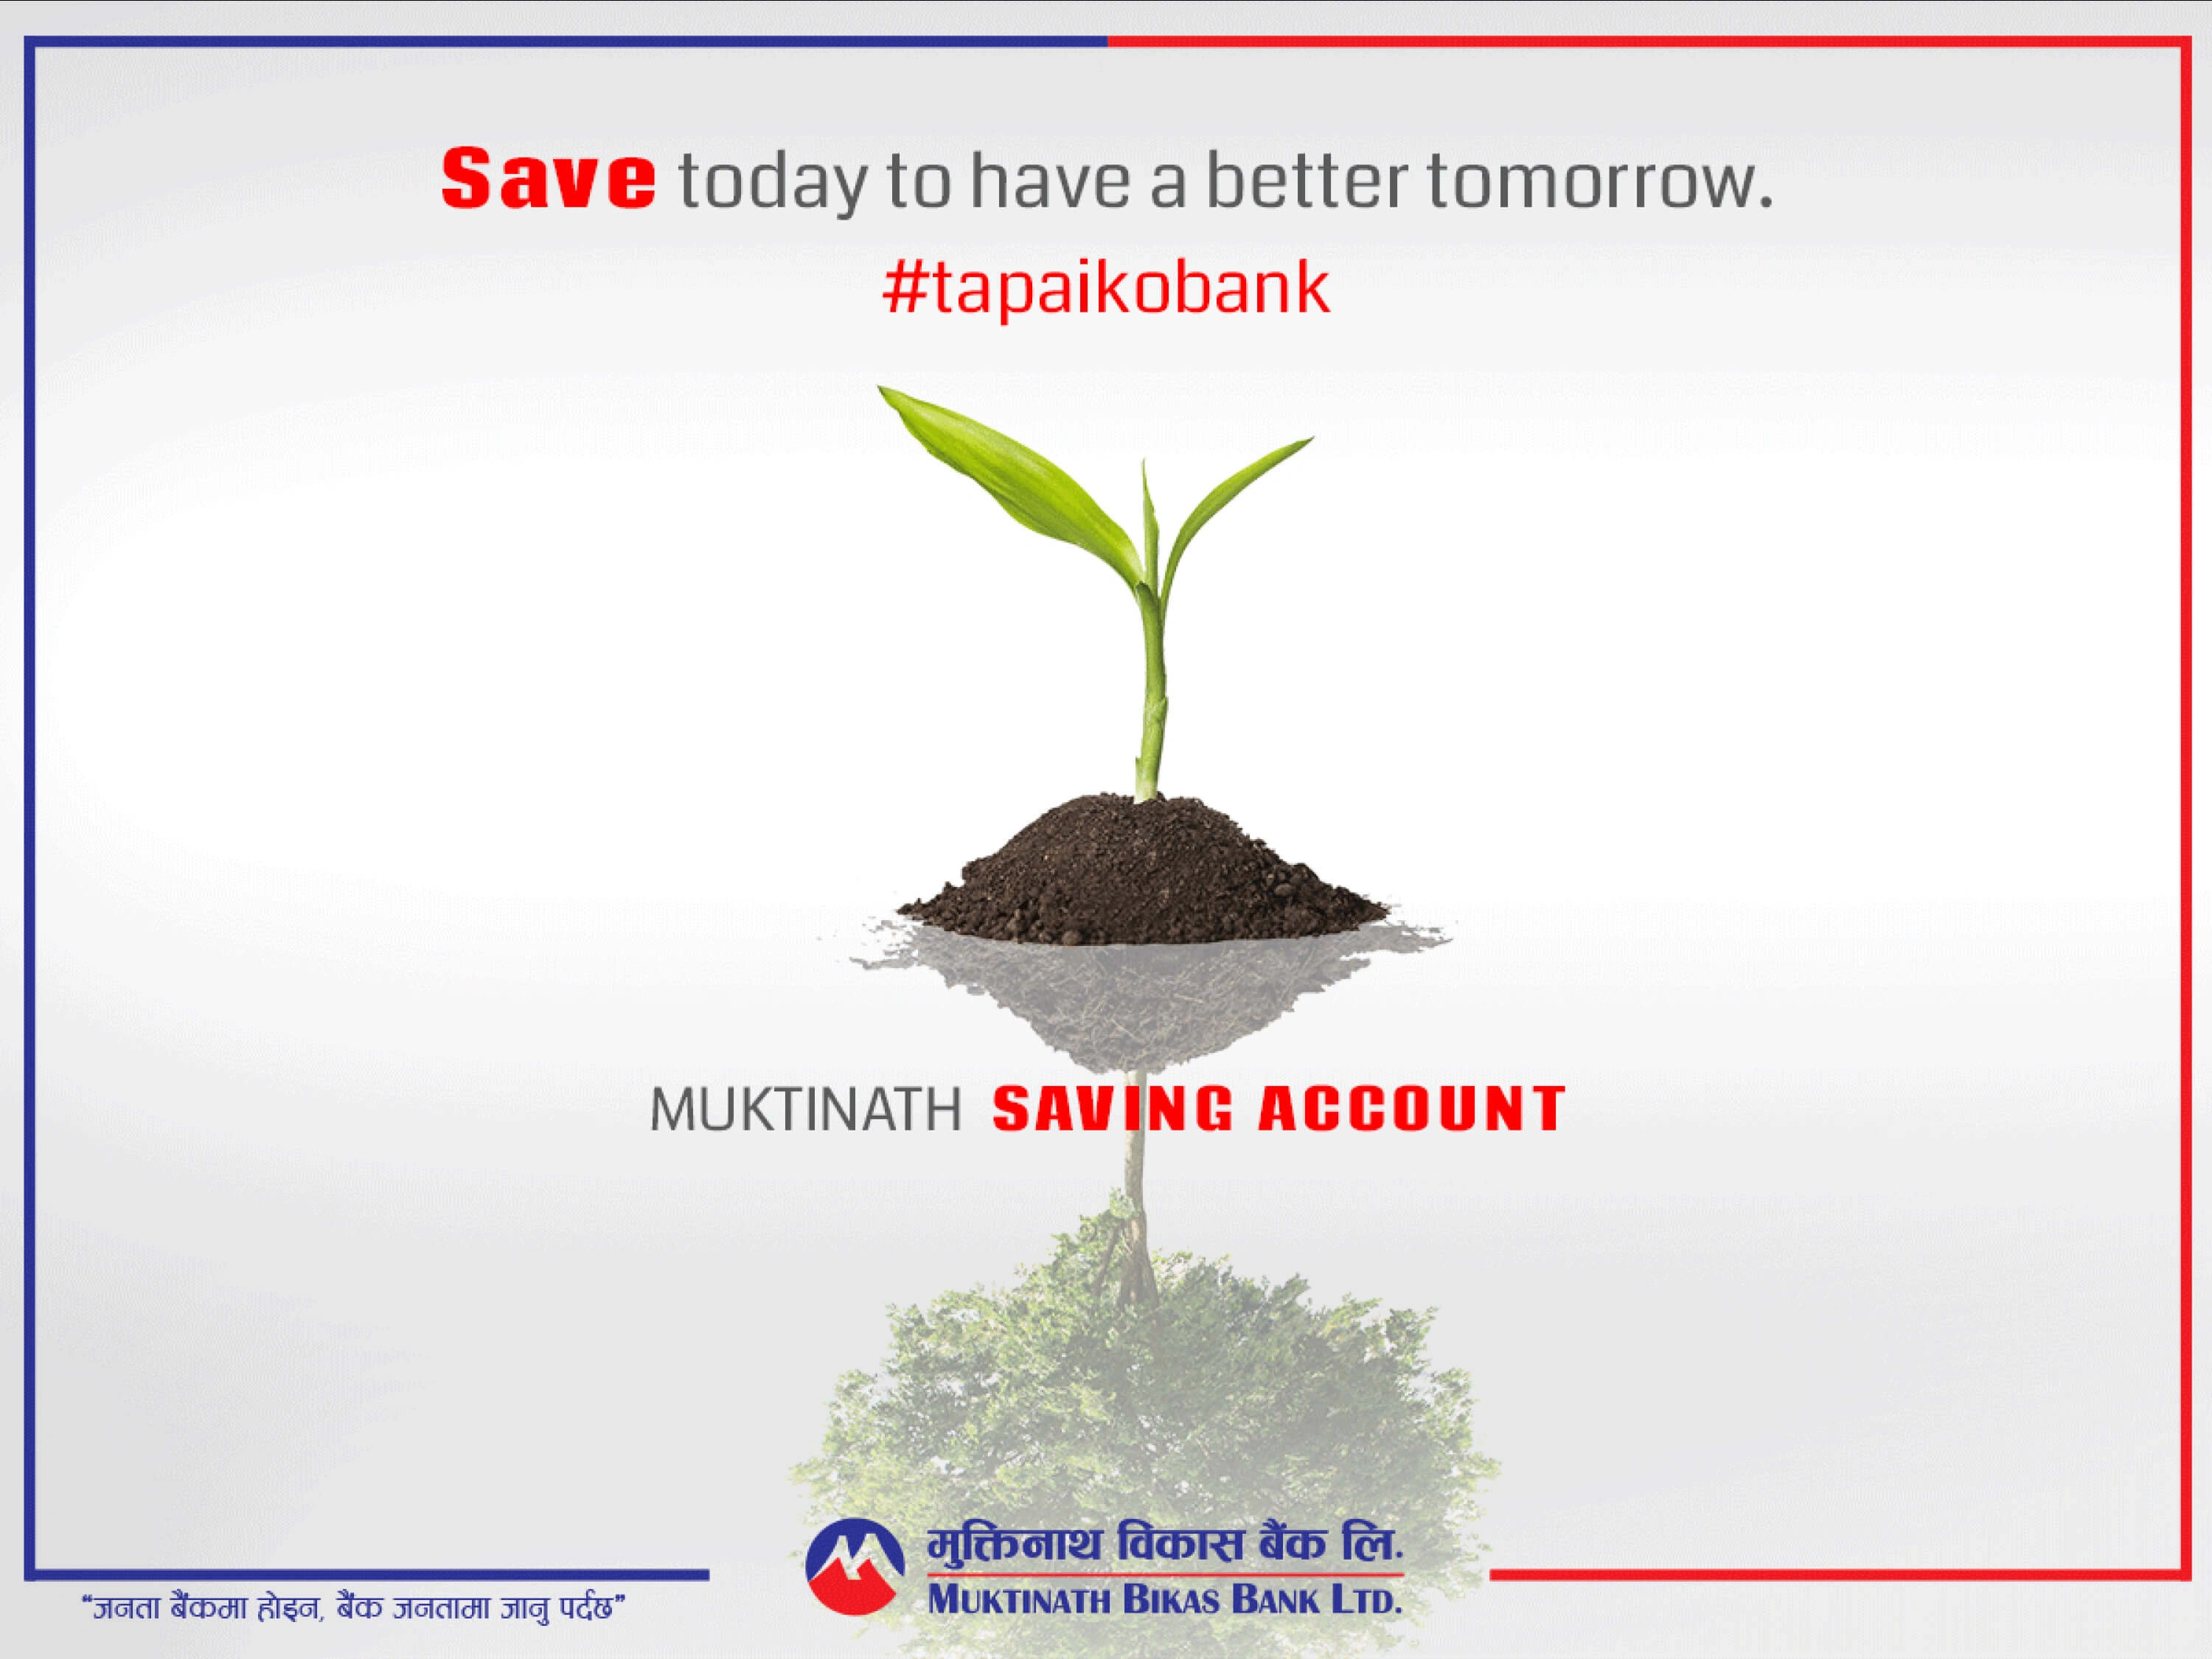 Save today to have a better tomorrow.
#tapaikobank
MUKTINATH SAVING ACCOUNT
मुक्तिनाथ विकास बैंक लि.
MUKTINATH BIKAS BANK LTD.
“जनता बैंकमा होइन, बैंक जनतामा जानु पर्दछ”